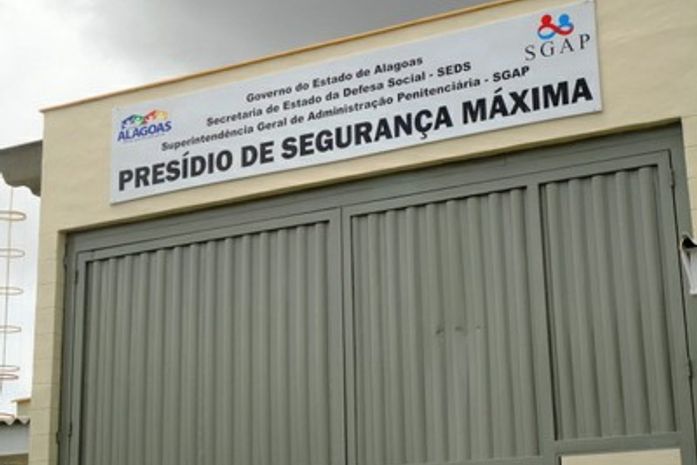 ALAGOAS
Governo do Estado de Alagoas
Secretaria de Estado da Defesa Social - SEDS
Superintendência Geral de Administração Penitenciária - SGAP
SGAP
PRESÍDIO DE SEGURANÇA MÁXIMA